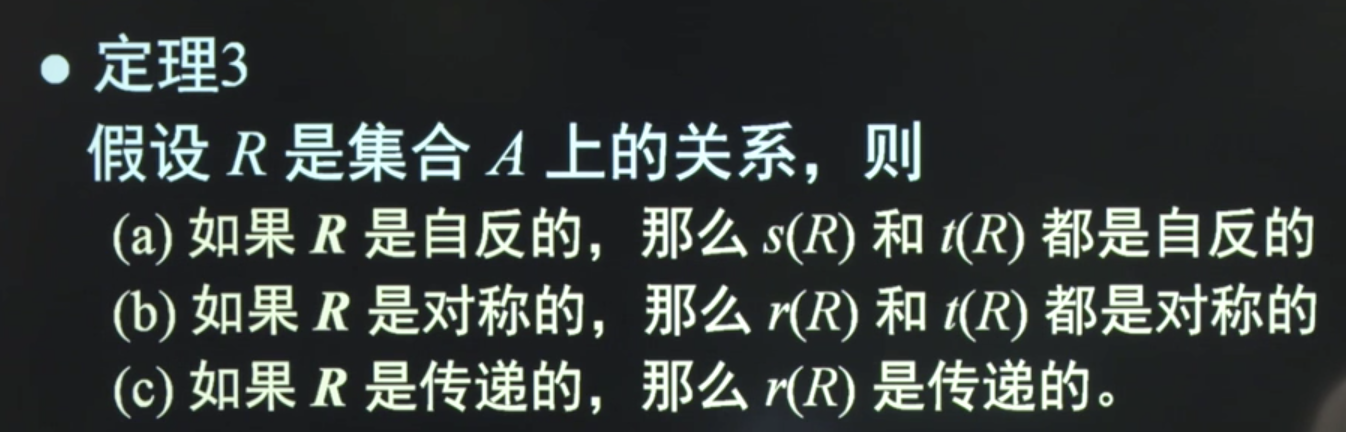 ● 定理3
假设 R 是集合 A 上的关系，则
(a) 如果 R 是自反的，那么 s(R) 和 t(R) 都是自反的
(b) 如果 R 是对称的，那么 r(R) 和 t(R) 都是对称的
(c) 如果 R 是传递的，那么 r(R) 是传递的。